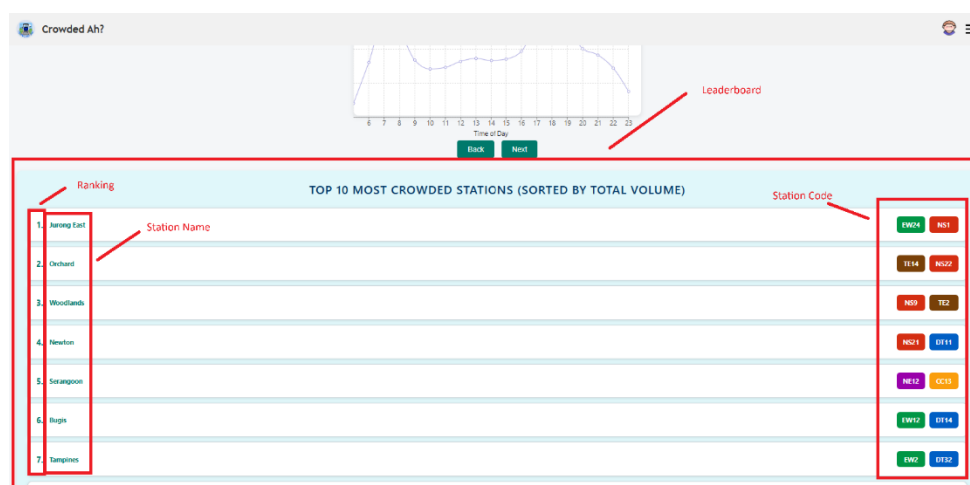 Crowded Ah?
Leaderboard
6 7 8 9 10 11 12 13 14 15 16 17 18 19 20 21 22 23
Time of Day
Back Next
Ranking
TOP 10 MOST CROWDED STATIONS (SORTED BY TOTAL VOLUME)
Station Code
1. Jurong East EW24 NS1
Station Name
2. Orchard TE14 NS22
3. Woodlands NS9 TE2
4. Newton NS21 DT11
5. Serangoon NE12 CC13
6. Bugis EW12 DT14
7. Tampines EW2 DT32